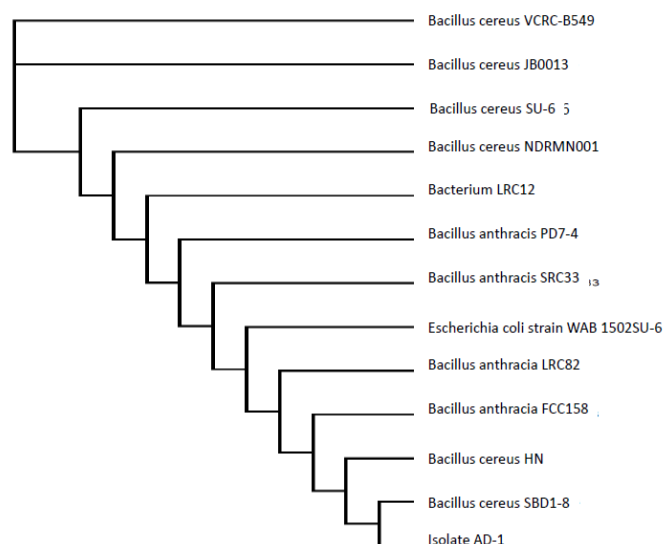 Bacillus cereus VCRC-B549
Bacillus cereus JB0013
Bacillus cereus SU-6
Bacillus cereus NDRMN001
Bacterium LRC12
Bacillus anthracis PD7-4
Bacillus anthracis SRC33
Escherichia coli strain WAB 1502SU-6
Bacillus anthracia LRC82
Bacillus anthracia FCC158
Bacillus cereus HN
Bacillus cereus SBD1-8
Isolate AD-1